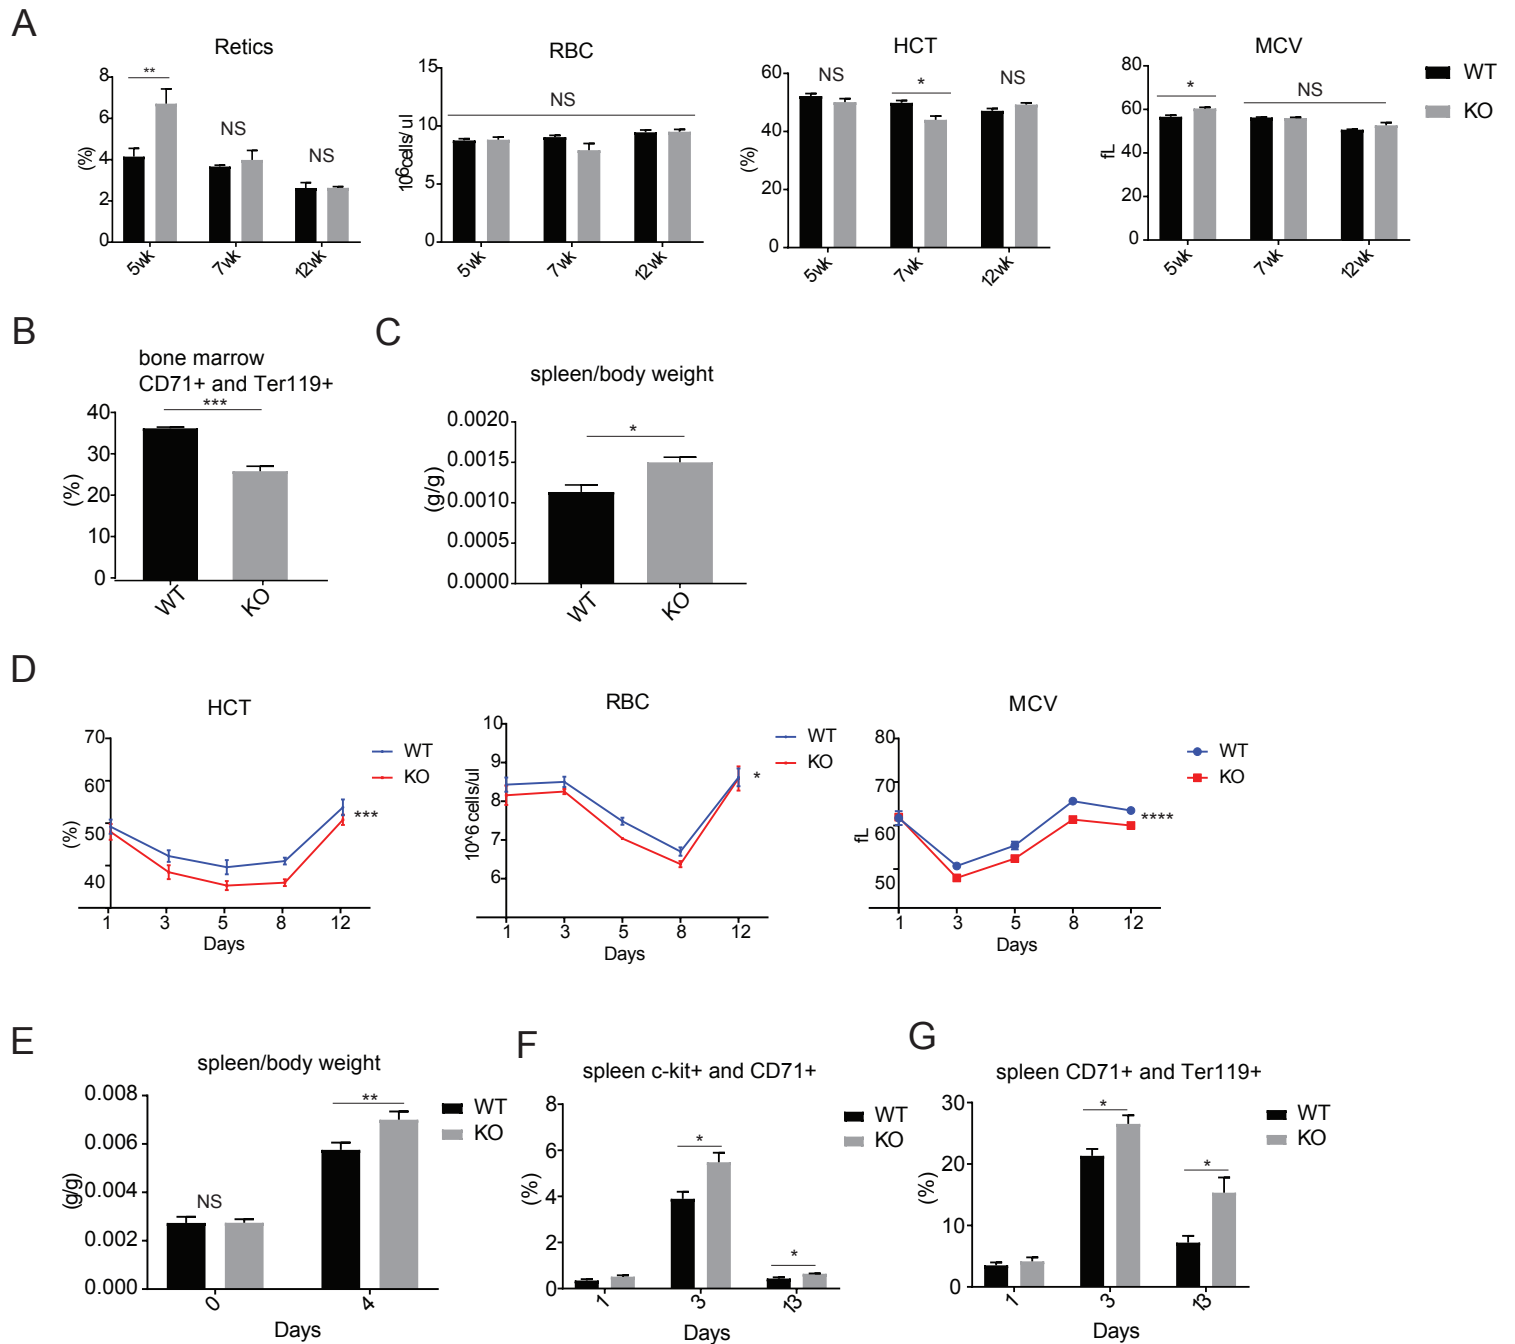 A
Retics
RBC
HCT
MCV
WT
KO
8
6
4
2
0
(%)
**
NS
NS
5wk
7wk
12wk
15
10
5
0
10^6cells/ ul
NS
5wk
7wk
12wk
60
40
20
0
(%)
NS
*
NS
5wk
7wk
12wk
80
60
40
20
0
fL
*
NS
5wk
7wk
12wk
B
bone marrow
CD71+ and Ter119+
***
40
30
20
10
0
(%)
WT
KO
C
spleen/body weight
*
0.0020
0.0015
0.0010
0.0005
0.0000
(g/g)
WT
KO
D
HCT
70
60
50
40
(%)
WT
KO
***
1
3
5
8
12
Days
RBC
10
9
8
7
6
10^6 cells/ul
WT
KO
*
1
3
5
8
12
Days
MCV
80
70
60
50
fL
WT
KO
****
1
3
5
8
12
Days
E
spleen/body weight
0.008
0.006
0.004
0.002
0.000
(g/g)
NS
**
WT
KO
0
4
Days
F
spleen c-kit+ and CD71+
8
6
4
2
0
(%)
*
*
WT
KO
1
3
13
Days
G
spleen CD71+ and Ter119+
30
20
10
0
(%)
*
*
WT
KO
1
3
13
Days